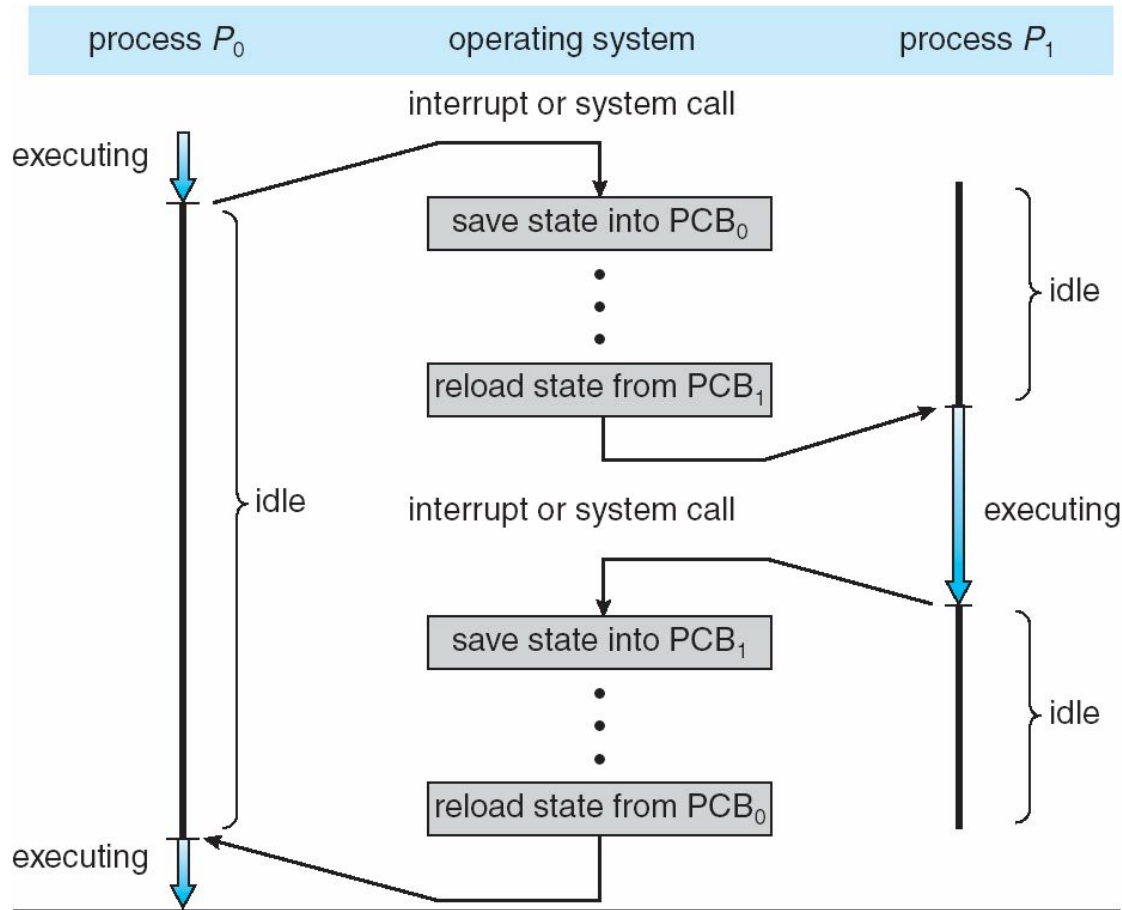 process P₀
operating system
process P₁
interrupt or system call
executing
save state into PCB₀
idle
reload state from PCB₁
idle
interrupt or system call
executing
save state into PCB₁
idle
reload state from PCB₀
executing